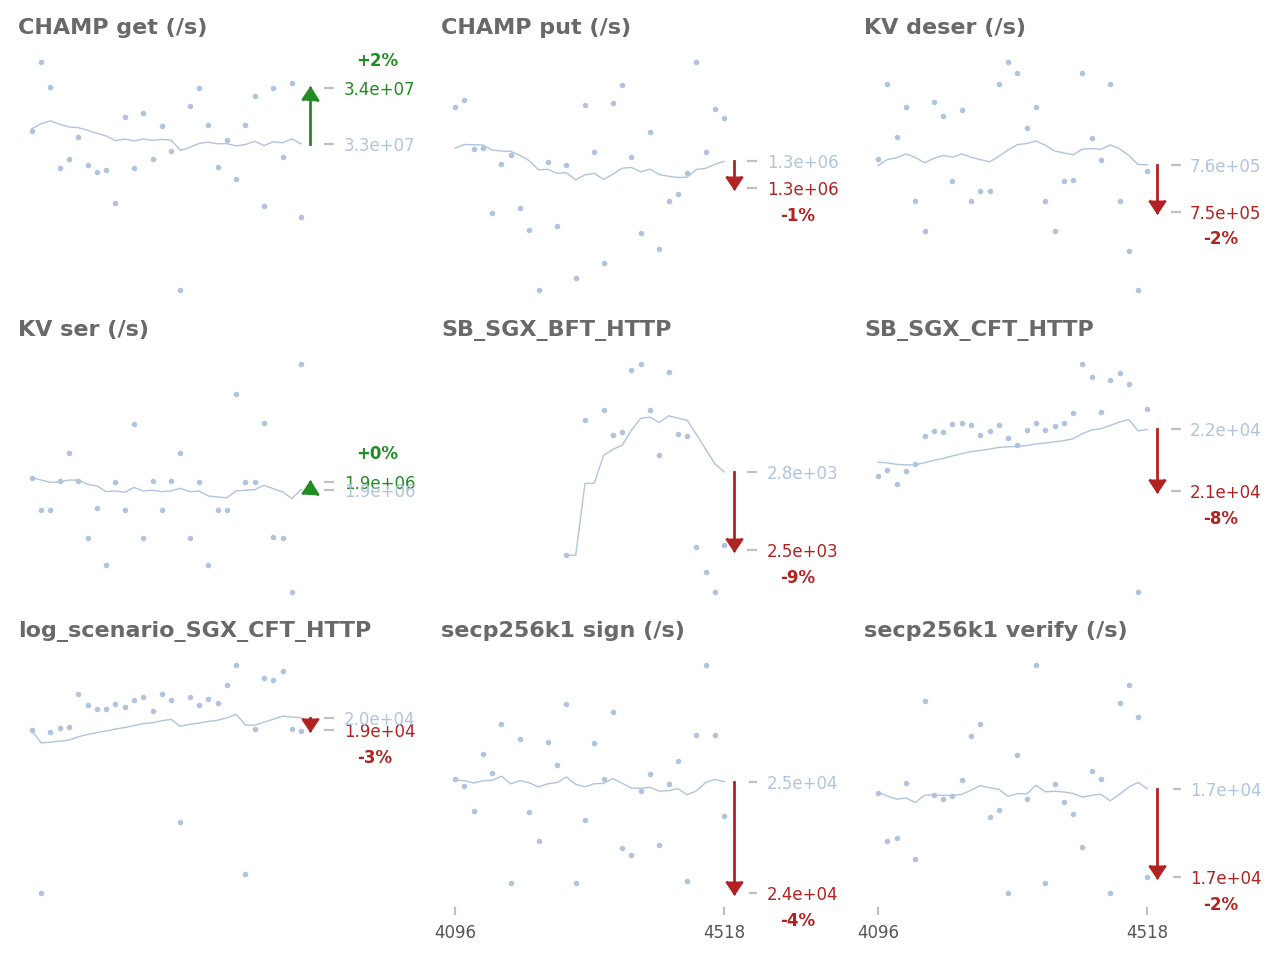 CHAMP get (/s)
+2%
3.4e+07
3.3e+07
CHAMP put (/s)
1.3e+06
1.3e+06
-1%
KV deser (/s)
7.6e+05
7.5e+05
-2%
KV ser (/s)
+0%
1.9e+06
1.9e+06
SB_SGX_BFT_HTTP
2.8e+03
2.5e+03
-9%
SB_SGX_CFT_HTTP
2.2e+04
2.1e+04
-8%
log_scenario_SGX_CFT_HTTP
2.0e+04
1.9e+04
-3%
secp256k1 sign (/s)
2.5e+04
2.4e+04
-4%
4096
4518
secp256k1 verify (/s)
1.7e+04
1.7e+04
-2%
4096
4518